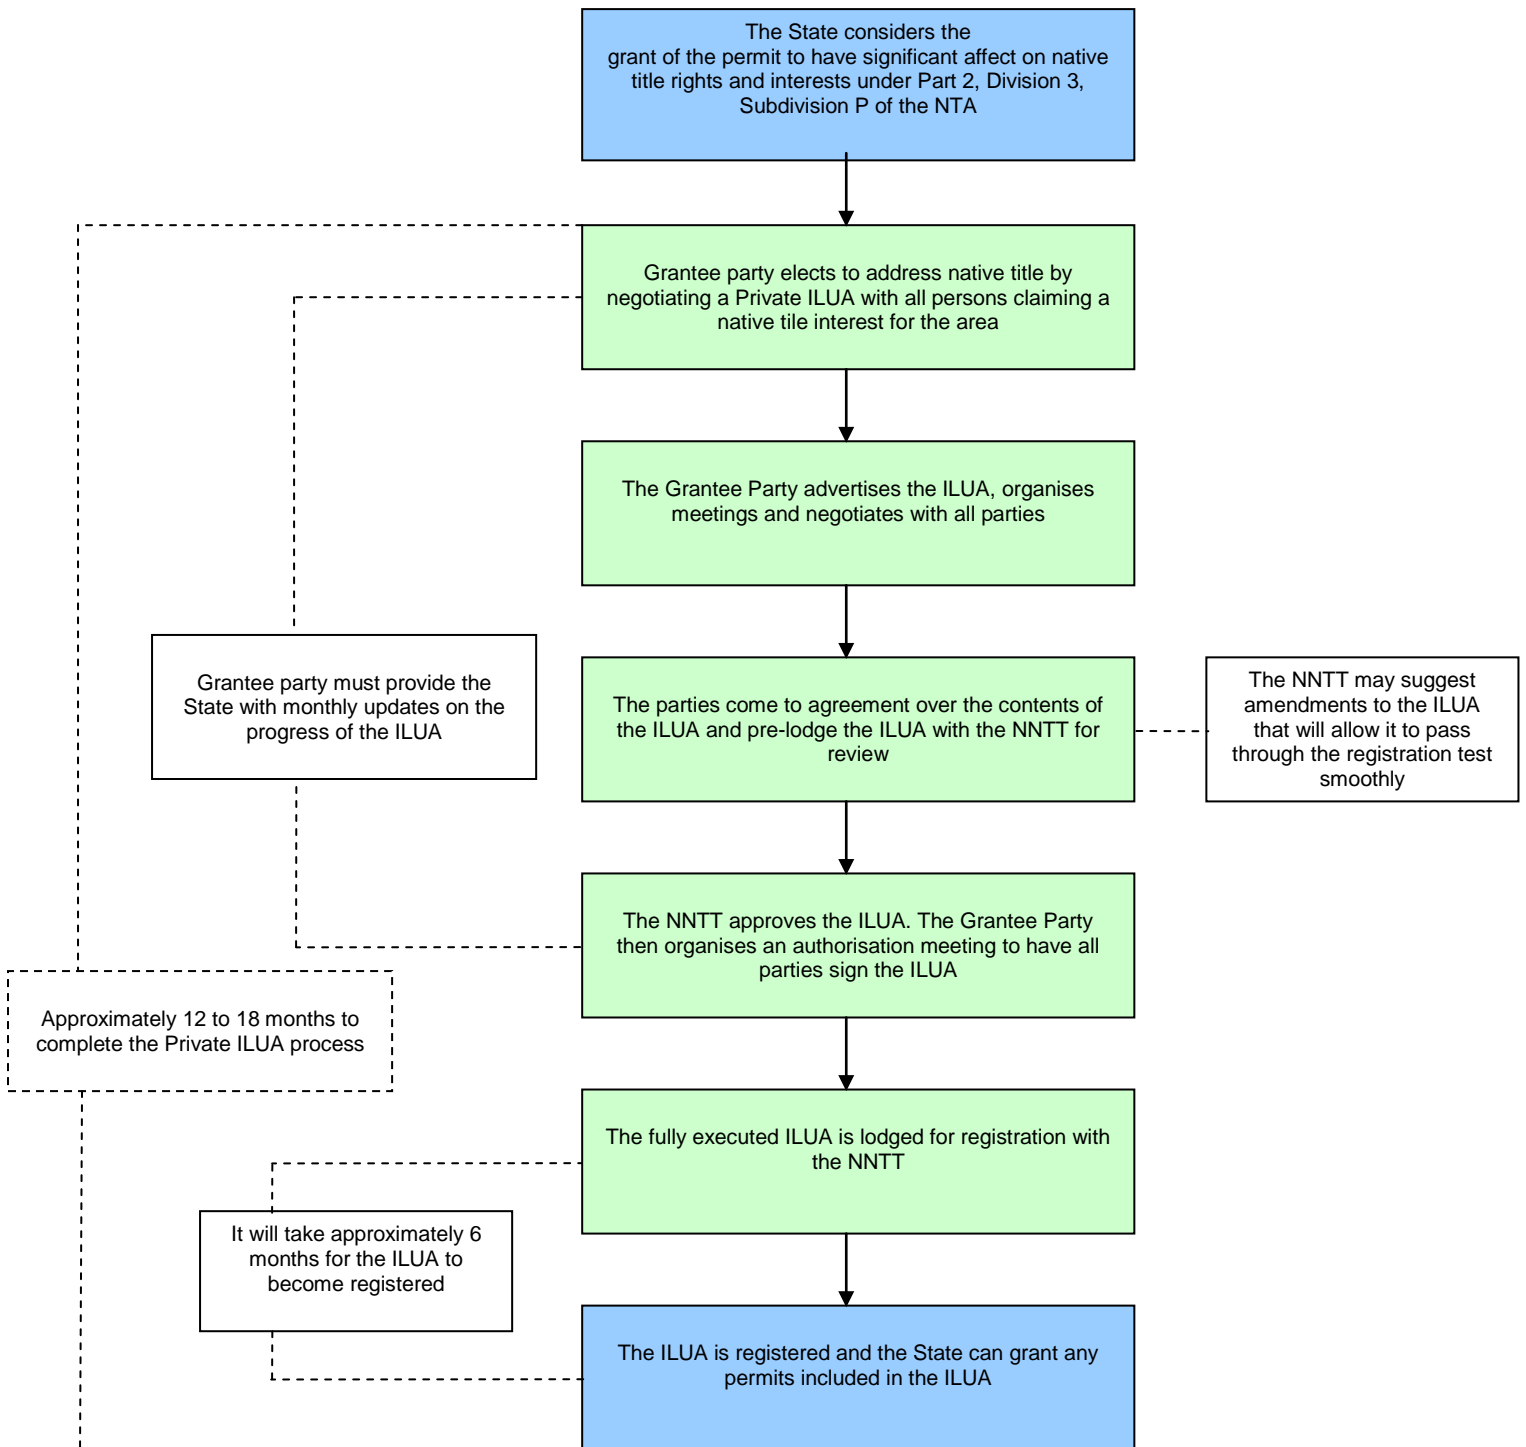 The State considers the
grant of the permit to have significant affect on native
title rights and interests under Part 2, Division 3,
Subdivision P of the NTA
Grantee party elects to address native title by
negotiating a Private ILUA with all persons claiming a
native tile interest for the area
The Grantee Party advertises the ILUA, organises
meetings and negotiates with all parties
Grantee party must provide the
State with monthly updates on the
progress of the ILUA
The parties come to agreement over the contents of
the ILUA and pre-lodge the ILUA with the NNTT for
review
The NNTT may suggest
amendments to the ILUA
that will allow it to pass
through the registration test
smoothly
The NNTT approves the ILUA. The Grantee Party
then organises an authorisation meeting to have all
parties sign the ILUA
Approximately 12 to 18 months to
complete the Private ILUA process
The fully executed ILUA is lodged for registration with
the NNTT
It will take approximately 6
months for the ILUA to
become registered
The ILUA is registered and the State can grant any
permits included in the ILUA